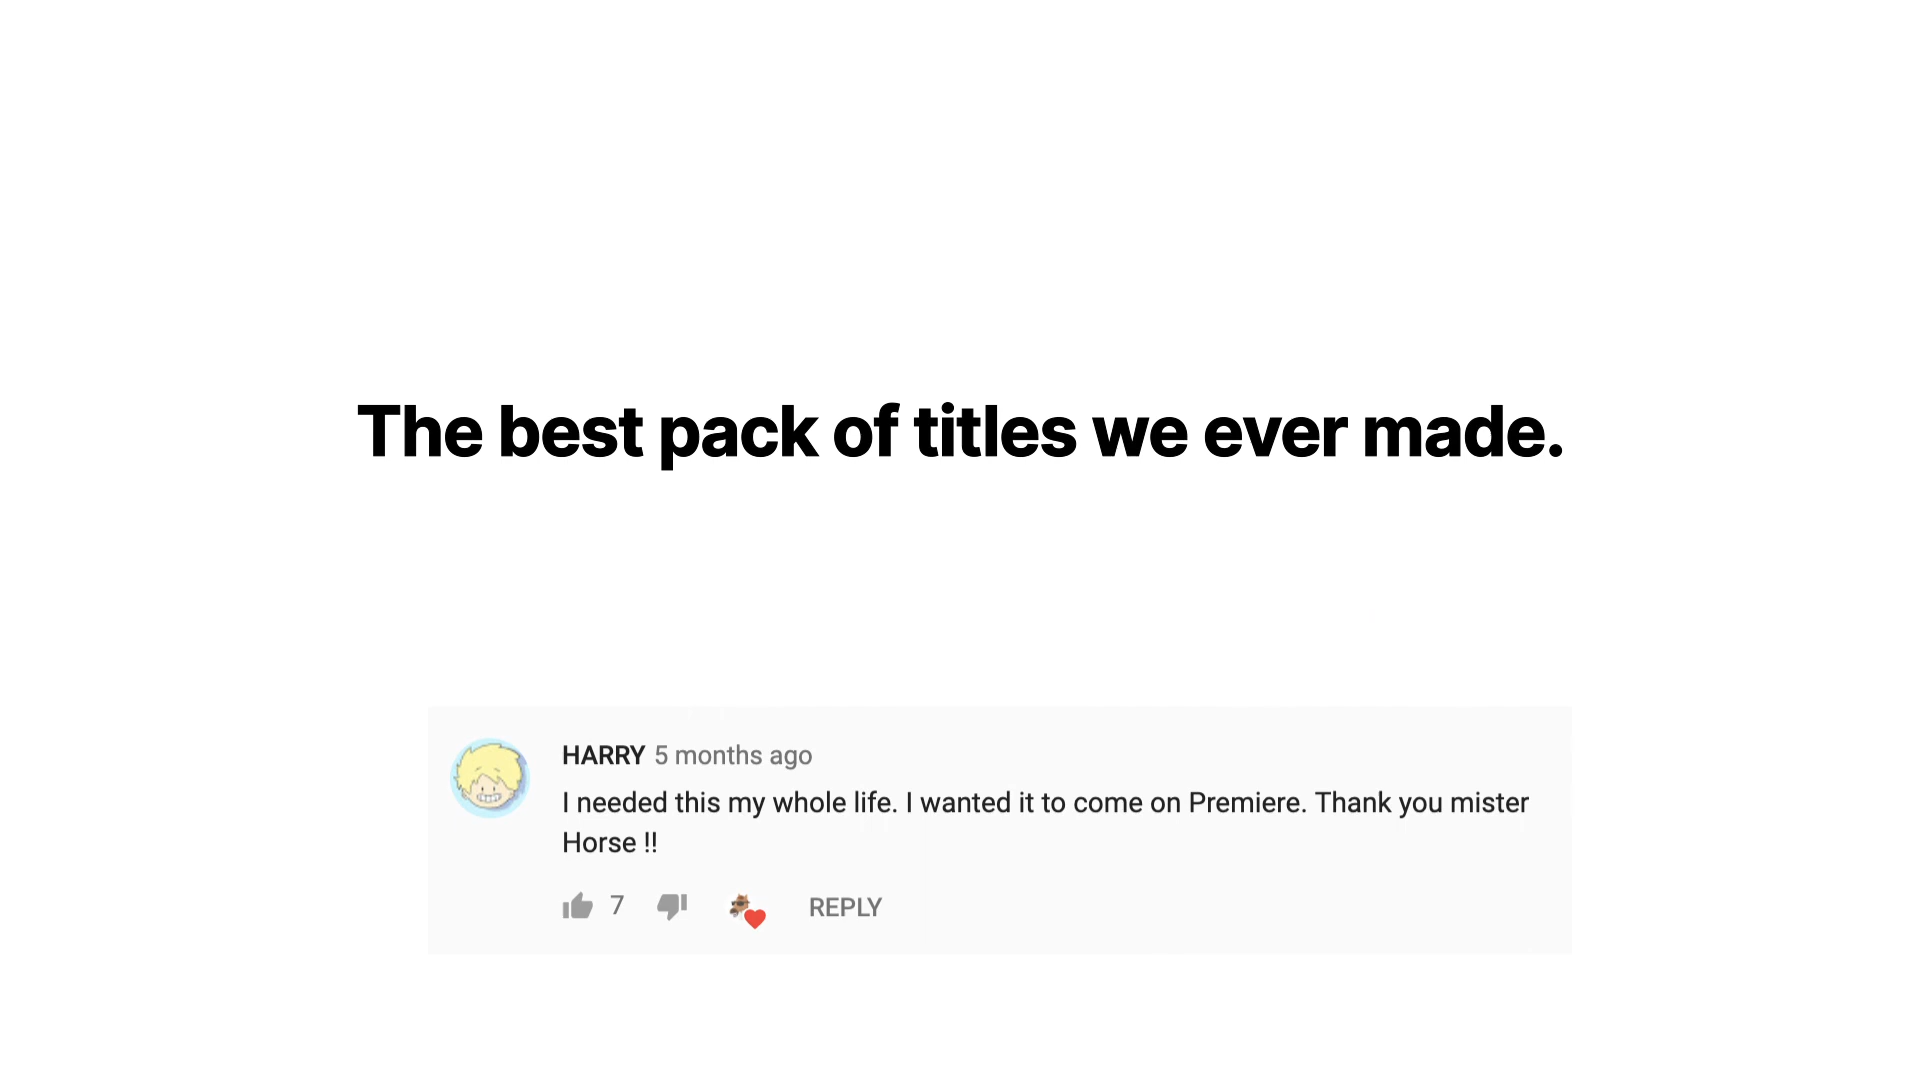 The best pack of titles we ever made.
HARRY 5 months ago
I needed this my whole life. I wanted it to come on Premiere. Thank you mister
Horse !!
7 REPLY